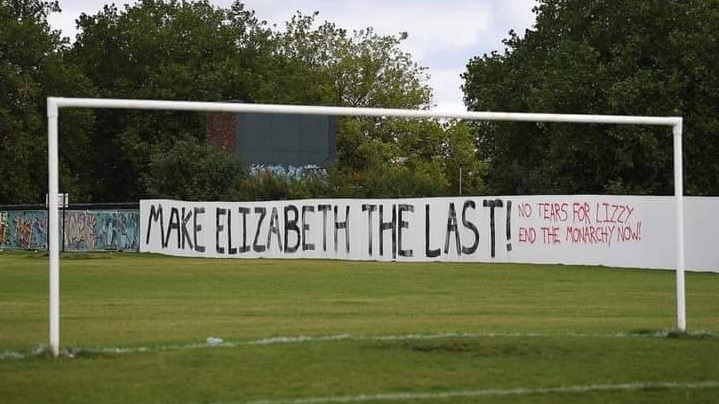 MAKE ELIZABETH THE LAST!
NO TEARS FOR LIZZY
END THE MONARCHY NOW!